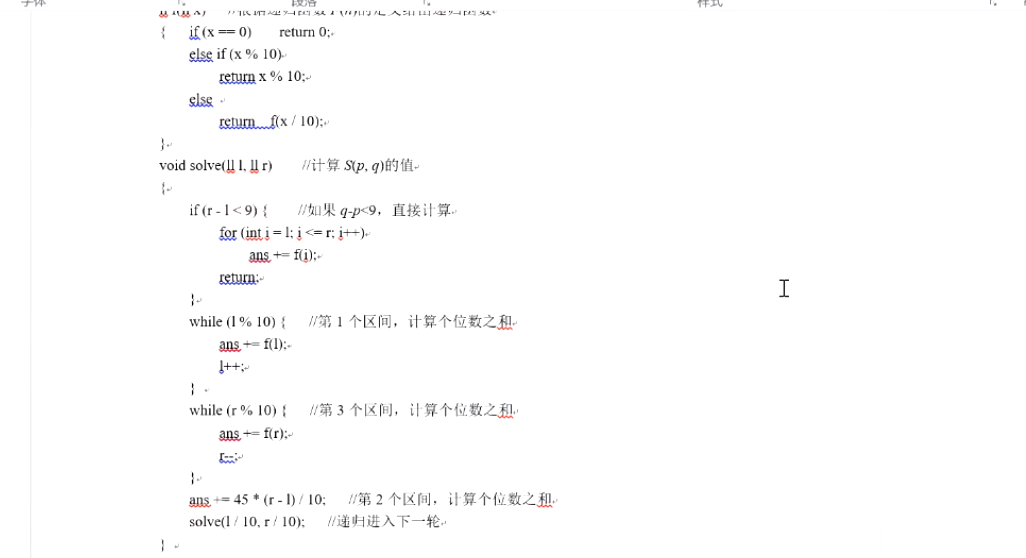 字体 段落 样式
{ if (x == 0) return 0;
else if (x % 10)
return x % 10;
else
return f(x / 10);
}
void solve(ll l, ll r) //计算 S(p, q)的值
{
if (r - l < 9) { //如果 q-p<9，直接计算
for (int i = l; i <= r; i++)
ans += f(i);
return;
}
while (l % 10) { //第 1 个区间，计算个位数之和
ans += f(l);
l++;
}
while (r % 10) { //第 3 个区间，计算个位数之和
ans += f(r);
r--;
}
ans += 45 * (r - l) / 10; //第 2 个区间，计算个位数之和
solve(l / 10, r / 10); //递归进入下一轮
}